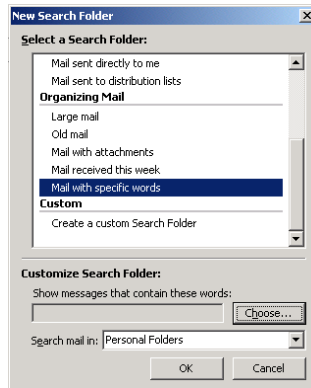 New Search Folder
Select a Search Folder:
Mail sent directly to me
Mail sent to distribution lists
Organizing Mail
Large mail
Old mail
Mail with attachments
Mail received this week
Mail with specific words
Custom
Create a custom Search Folder
Customize Search Folder:
Show messages that contain these words:
Choose...
Search mail in: Personal Folders
OK Cancel